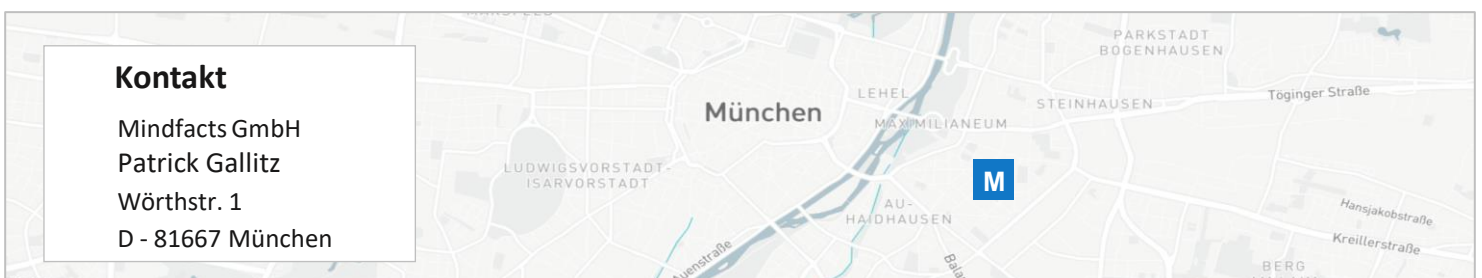 Kontakt
Mindfacts GmbH
Patrick Gallitz
Wörthstr. 1
D - 81667 München
PARKSTADT
BOGENHAUSEN
LEHEL
München
MAXIMILIANEUM
STEINHAUSEN
Töginger Straße
LUDWIGSVORSTADT-
ISARVORSTADT
M
AU-
HAIDHAUSEN
Hansjakobstraße
Kreillerstraße
Auenstraße
BERG